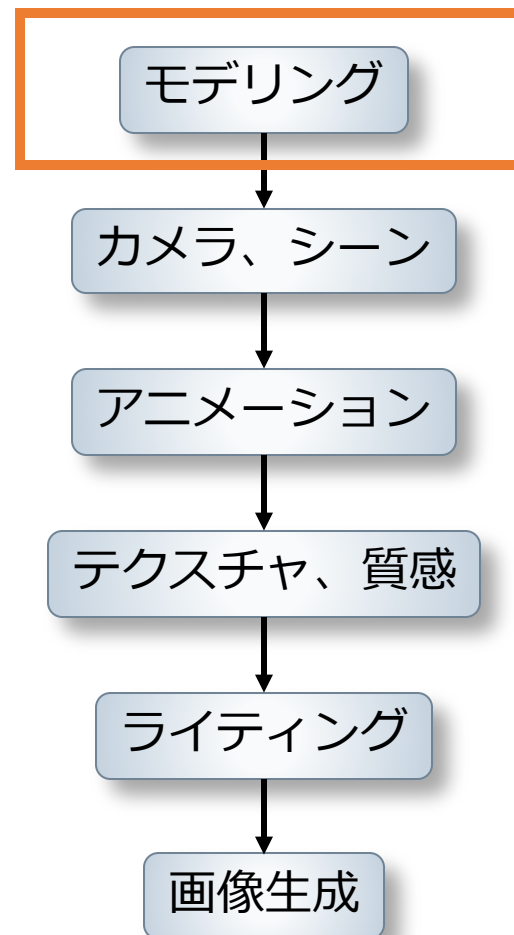 モデリング
カメラ、シーン
アニメーション
テクスチャ、質感
ライティング
画像生成